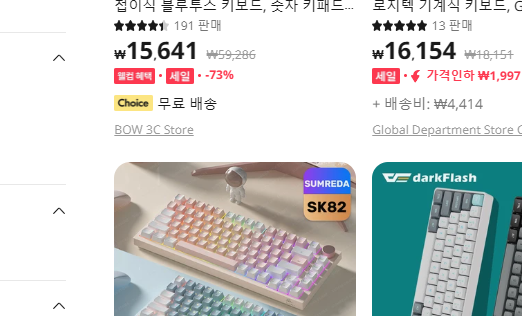 접이식 블루투스 키보드, 숫자 키패드...
191 판매
₩15,641 ₩59,286
웰컴 혜택 • 세일 • -73%
Choice 무료 배송
BOW 3C Store
로지텍 기계식 키보드, G
13 판매
₩16,154 ₩18,151
세일 • 가격인하 ₩1,997
+ 배송비: ₩4,414
Global Department Store
SUMREDA
SK82
darkFlash